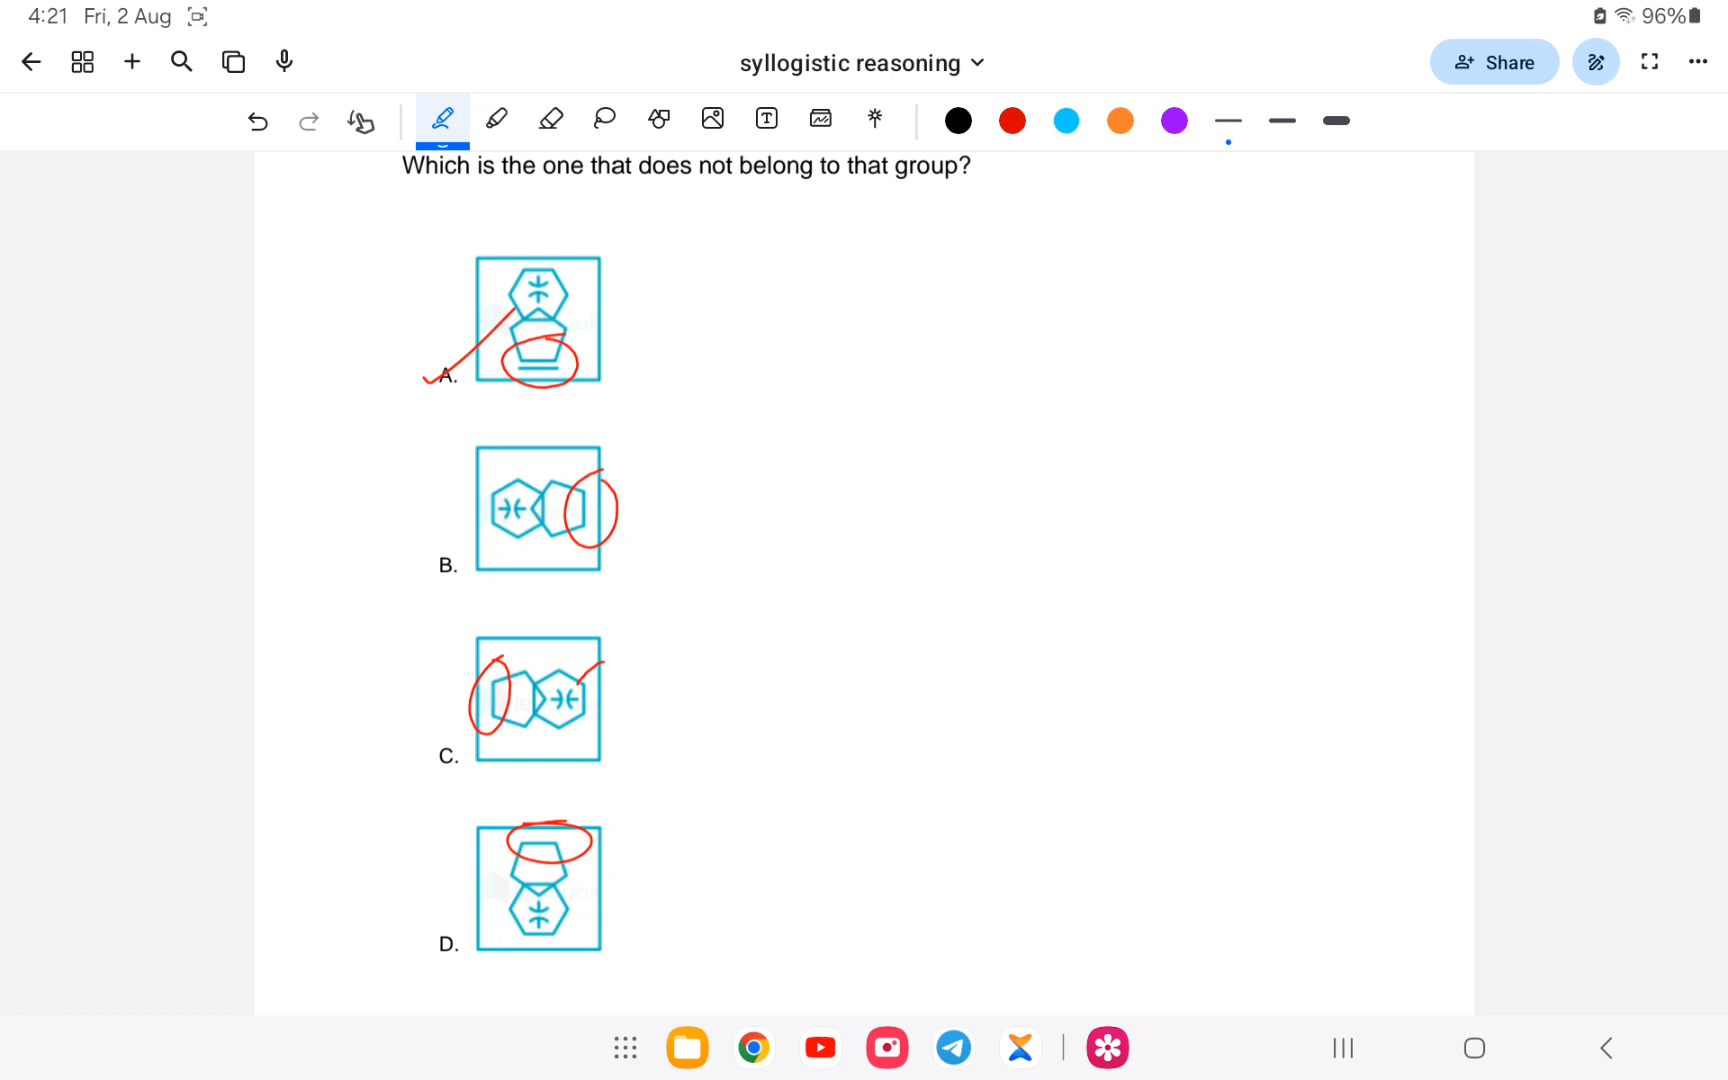 4:21 Fri, 2 Aug
96%
syllogistic reasoning
Share
Which is the one that does not belong to that group?
A.
B.
C.
D.